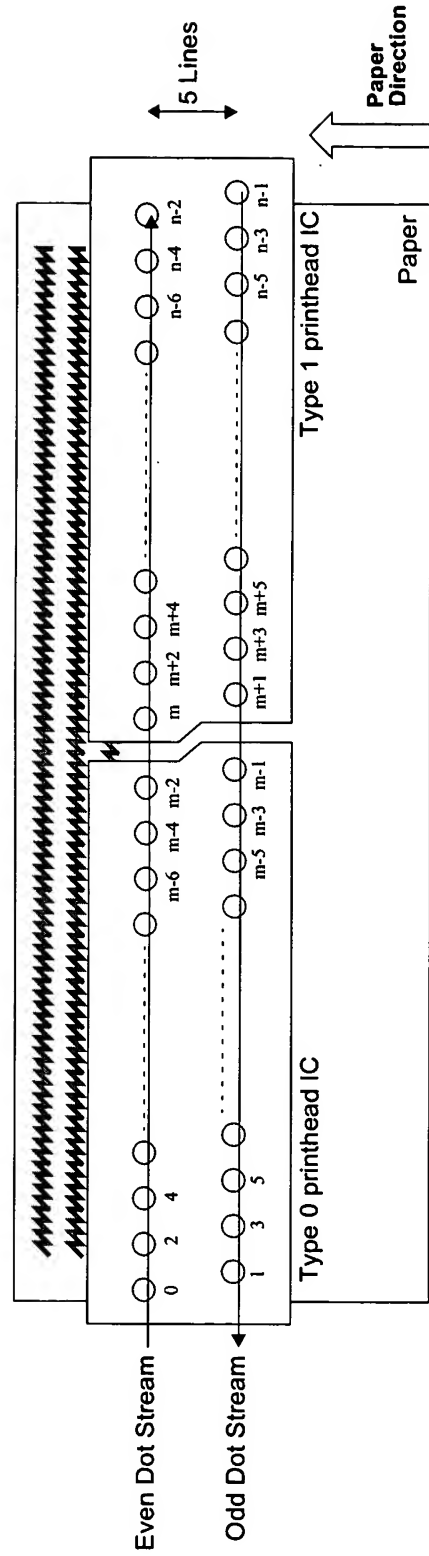 5 Lines
Paper
Direction
n-2
n-4
n-6
m+4
m+2
m
m-2
m-4
m-6
4
2
0
Even Dot Stream
n-1
n-3
n-5
m+5
m+3
m+1
m-1
m-3
m-5
5
3
1
Odd Dot Stream
Type 0 printhead IC
Type 1 printhead IC
Paper